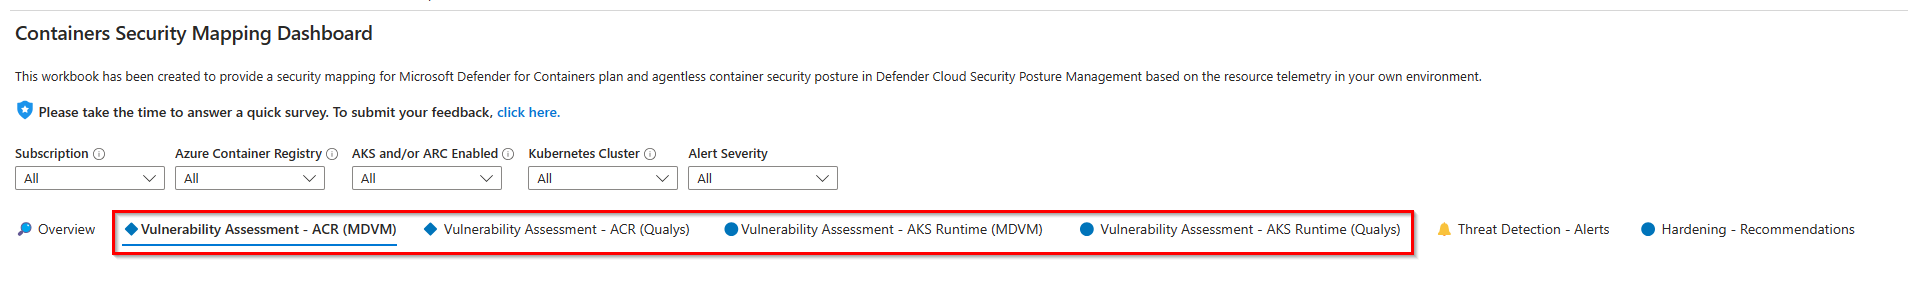 Containers Security Mapping Dashboard
This workbook has been created to provide a security mapping for Microsoft Defender for Containers plan and agentless container security posture in Defender Cloud Security Posture Management based on the resource telemetry in your own environment.
Please take the time to answer a quick survey. To submit your feedback, click here.
Subscription Azure Container Registry AKS and/or ARC Enabled Kubernetes Cluster Alert Severity
All All All All All
Overview Vulnerability Assessment - ACR (MDVM) Vulnerability Assessment - ACR (Qualys) Vulnerability Assessment - AKS Runtime (MDVM) Vulnerability Assessment - AKS Runtime (Qualys) Threat Detection - Alerts Hardening - Recommendations